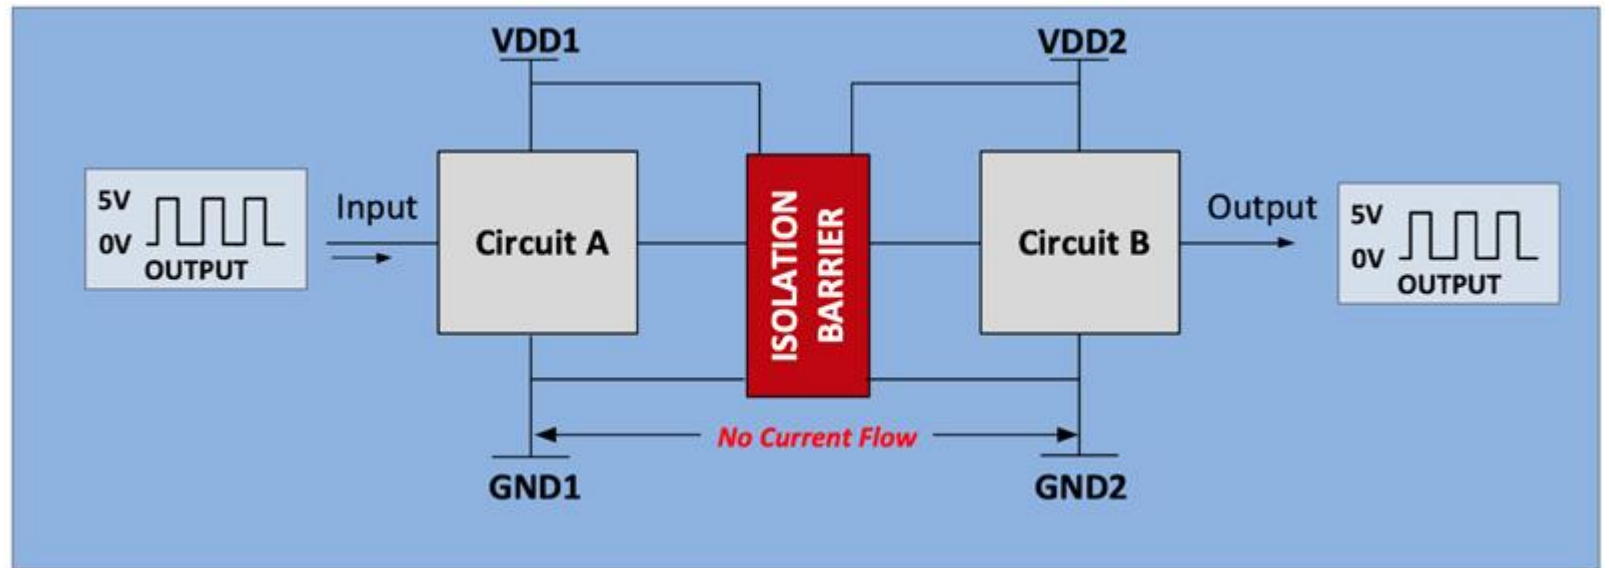 VDD1
VDD2
5V
0V
OUTPUT
Input
Circuit A
ISOLATION
BARRIER
Circuit B
Output
5V
0V
OUTPUT
No Current Flow
GND1
GND2